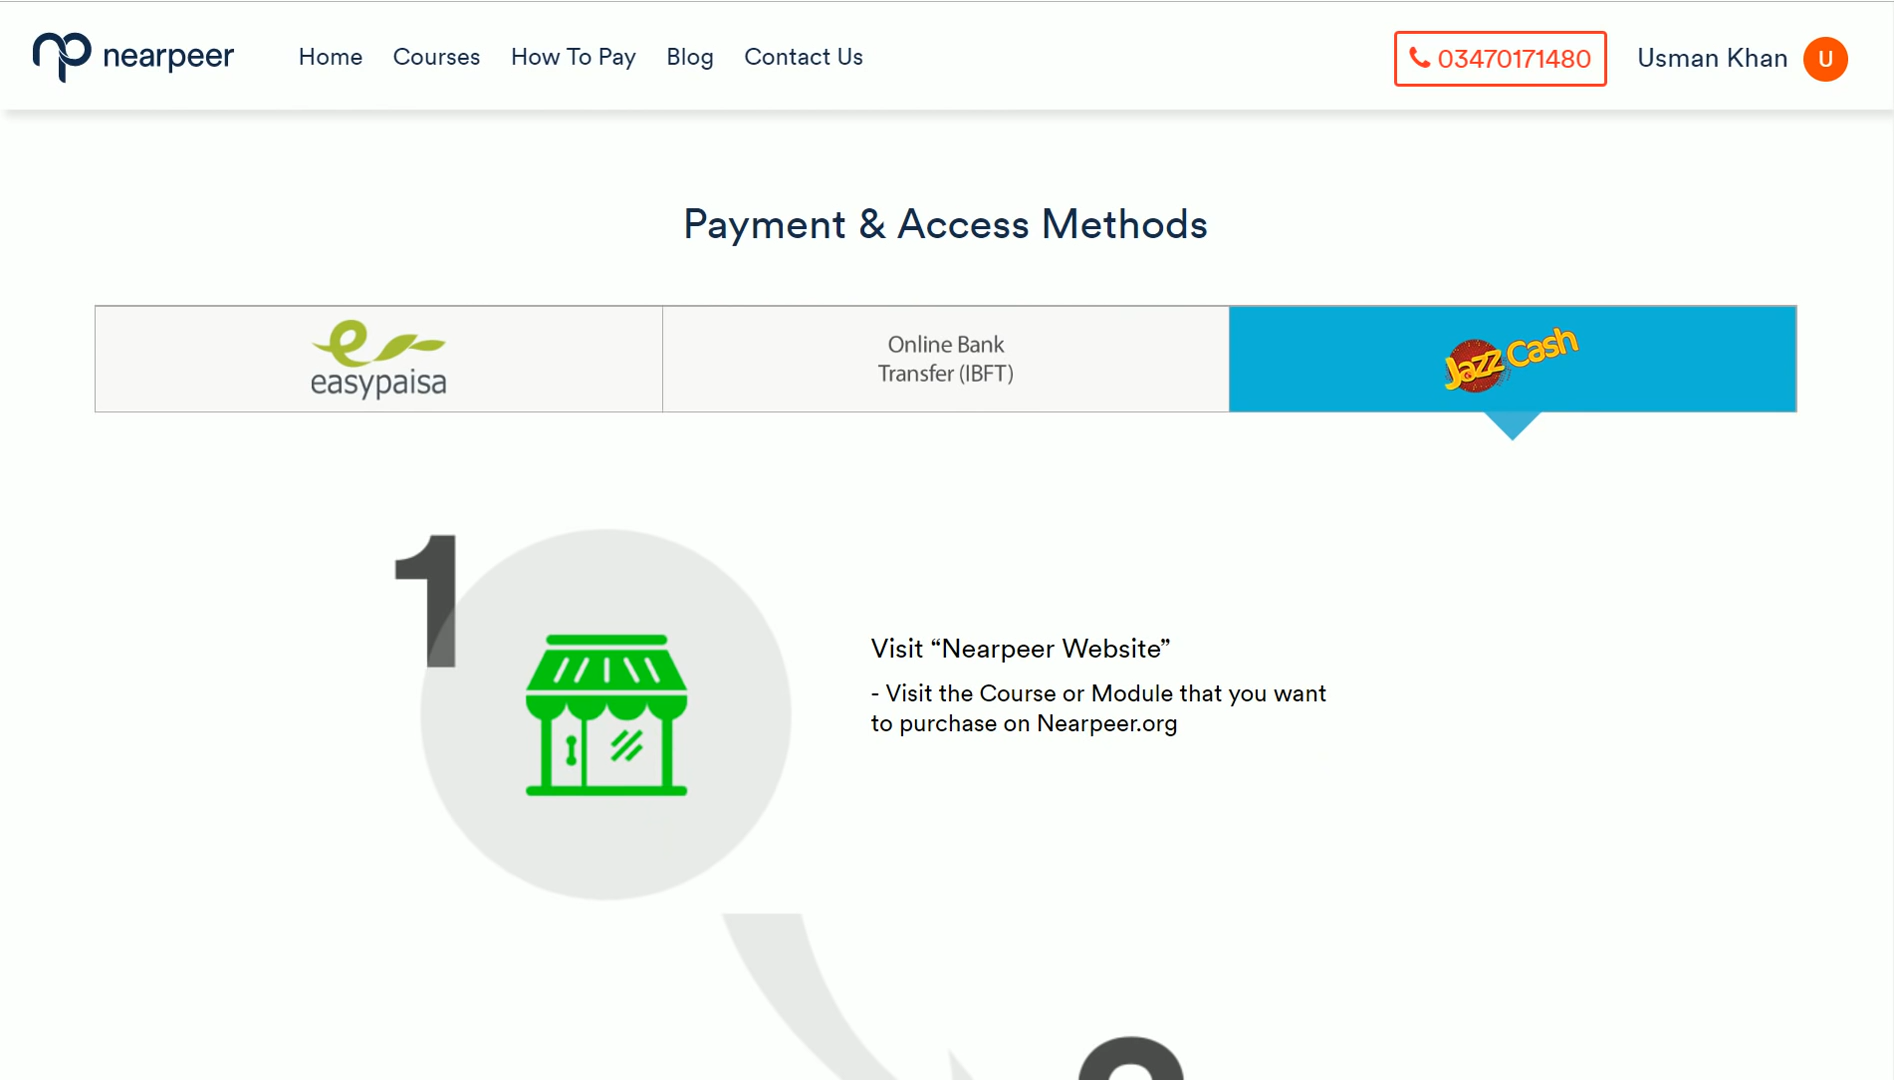 nearpeer
Home Courses How To Pay Blog Contact Us
03470171480
Usman Khan
U
Payment & Access Methods
easypaisa
Online Bank
Transfer (IBFT)
Jazz Cash
1
Visit “Nearpeer Website”
- Visit the Course or Module that you want
to purchase on Nearpeer.org